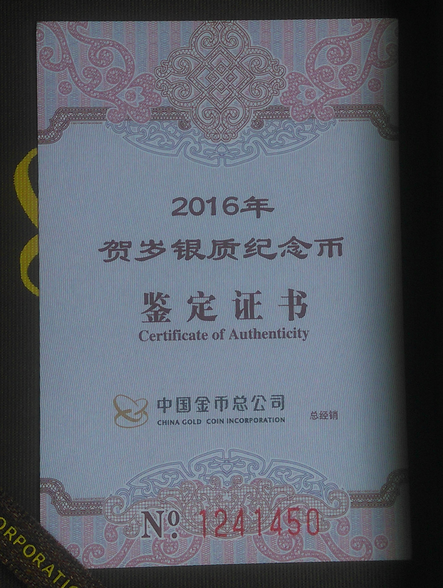 2016年
贺岁银质纪念币
鉴定证书
Certificate of Authenticity
中国金币总公司
CHINA GOLD COIN INCORPORATION
总经销
No. 1241450
ORPORATI